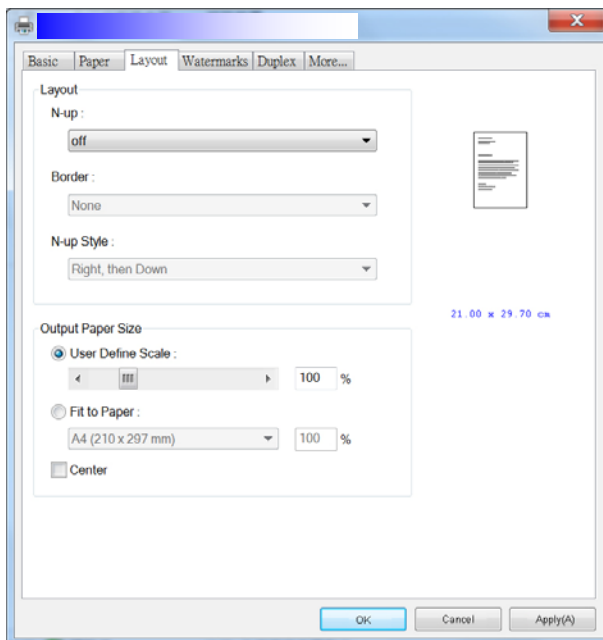 Basic Paper Layout Watermarks Duplex More...
Layout
N-up :
off
Border :
None
N-up Style :
Right, then Down
21.00 x 29.70 cm
Output Paper Size
User Define Scale :
100 %
Fit to Paper :
A4 (210 x 297 mm) 100 %
Center
OK Cancel Apply(A)